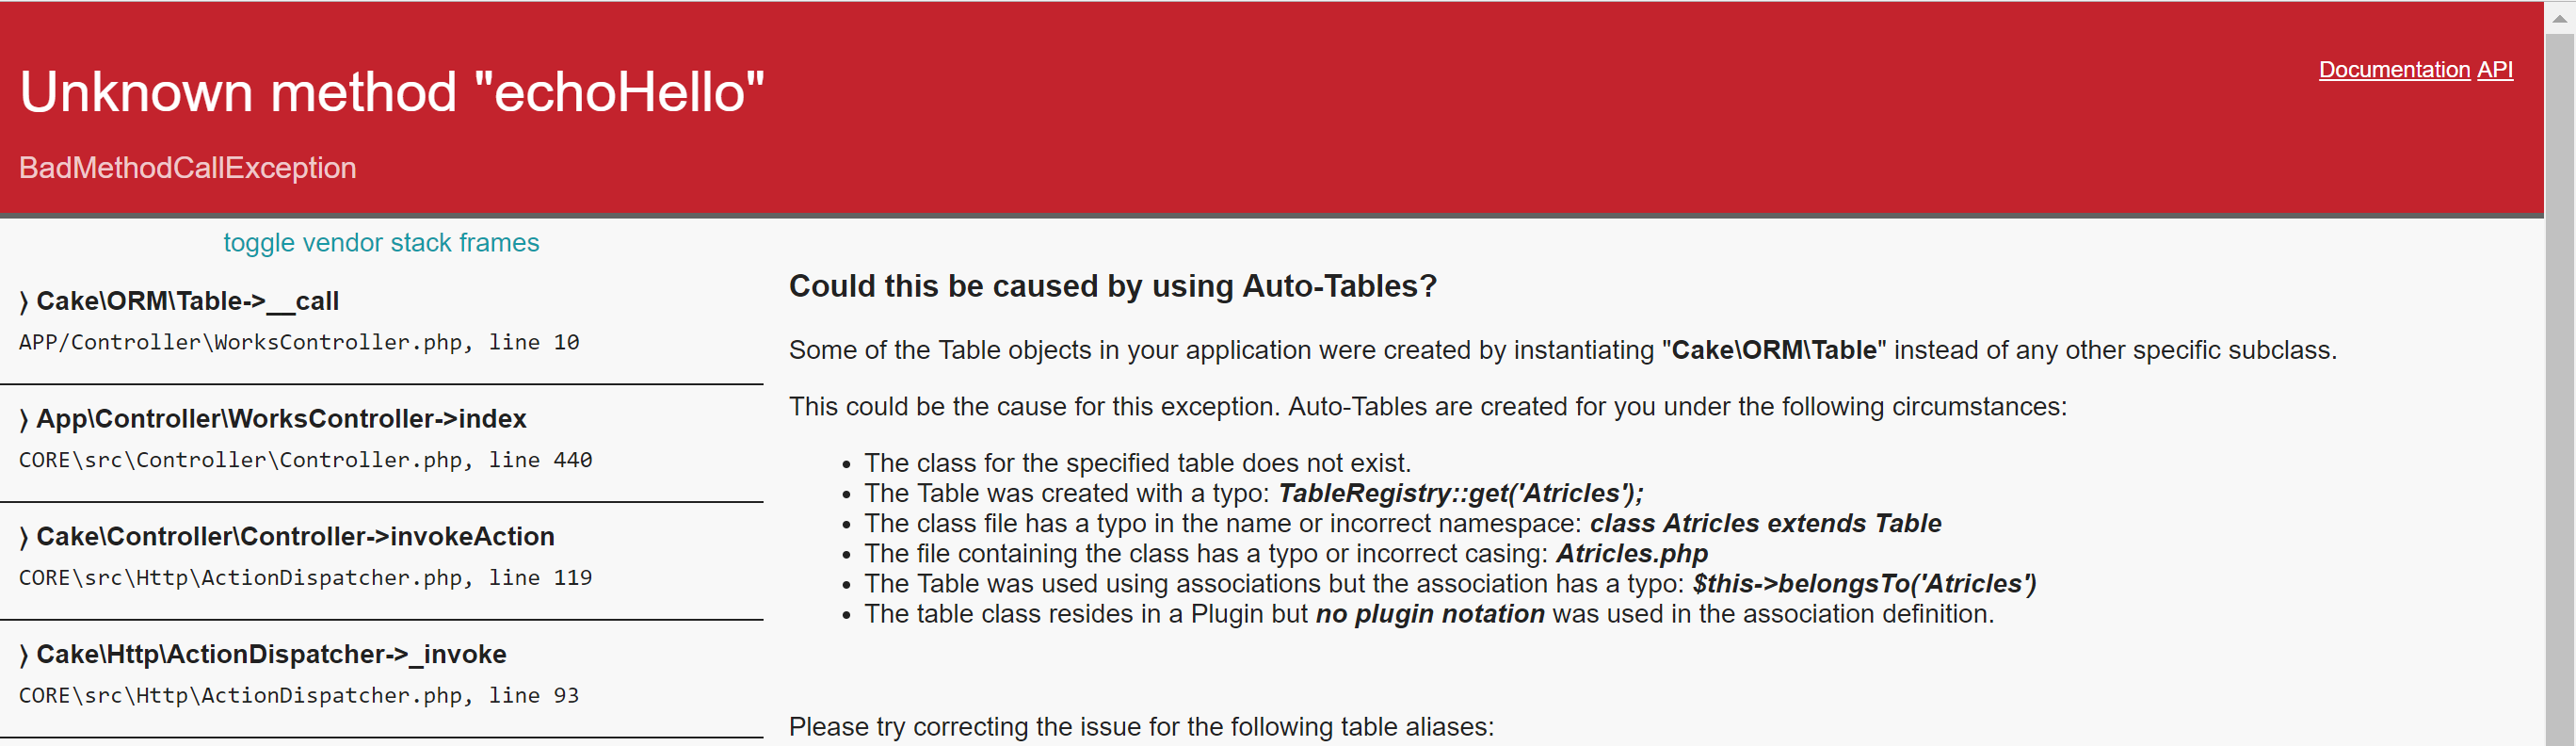 Unknown method "echoHello"
Documentation API
BadMethodCallException
toggle vendor stack frames
⟩ Cake\ORM\Table->__call
APP/Controller\WorksController.php, line 10
⟩ App\Controller\WorksController->index
CORE\src\Controller\Controller.php, line 440
⟩ Cake\Controller\Controller->invokeAction
CORE\src\Http\ActionDispatcher.php, line 119
⟩ Cake\Http\ActionDispatcher->_invoke
CORE\src\Http\ActionDispatcher.php, line 93
Could this be caused by using Auto-Tables?
Some of the Table objects in your application were created by instantiating "Cake\ORM\Table" instead of any other specific subclass.
This could be the cause for this exception. Auto-Tables are created for you under the following circumstances:
• The class for the specified table does not exist.
• The Table was created with a typo: TableRegistry::get('Atricles');
• The class file has a typo in the name or incorrect namespace: class Atricles extends Table
• The file containing the class has a typo or incorrect casing: Atricles.php
• The Table was used using associations but the association has a typo: $this->belongsTo('Atricles')
• The table class resides in a Plugin but no plugin notation was used in the association definition.
Please try correcting the issue for the following table aliases: